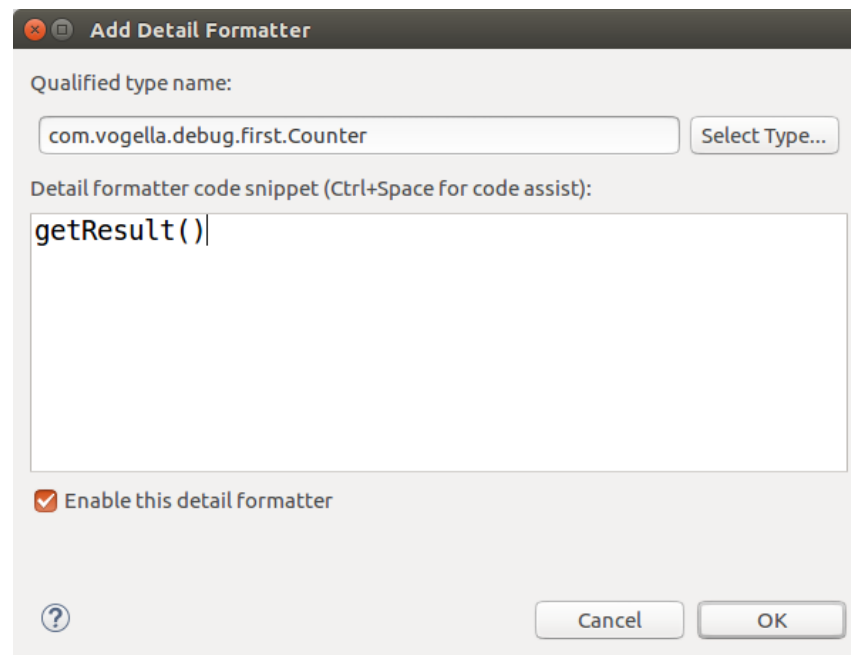 Add Detail Formatter
Qualified type name:
com.vogella.debug.first.Counter
Select Type...
Detail formatter code snippet (Ctrl+Space for code assist):
getResult()
Enable this detail formatter
?
Cancel
OK